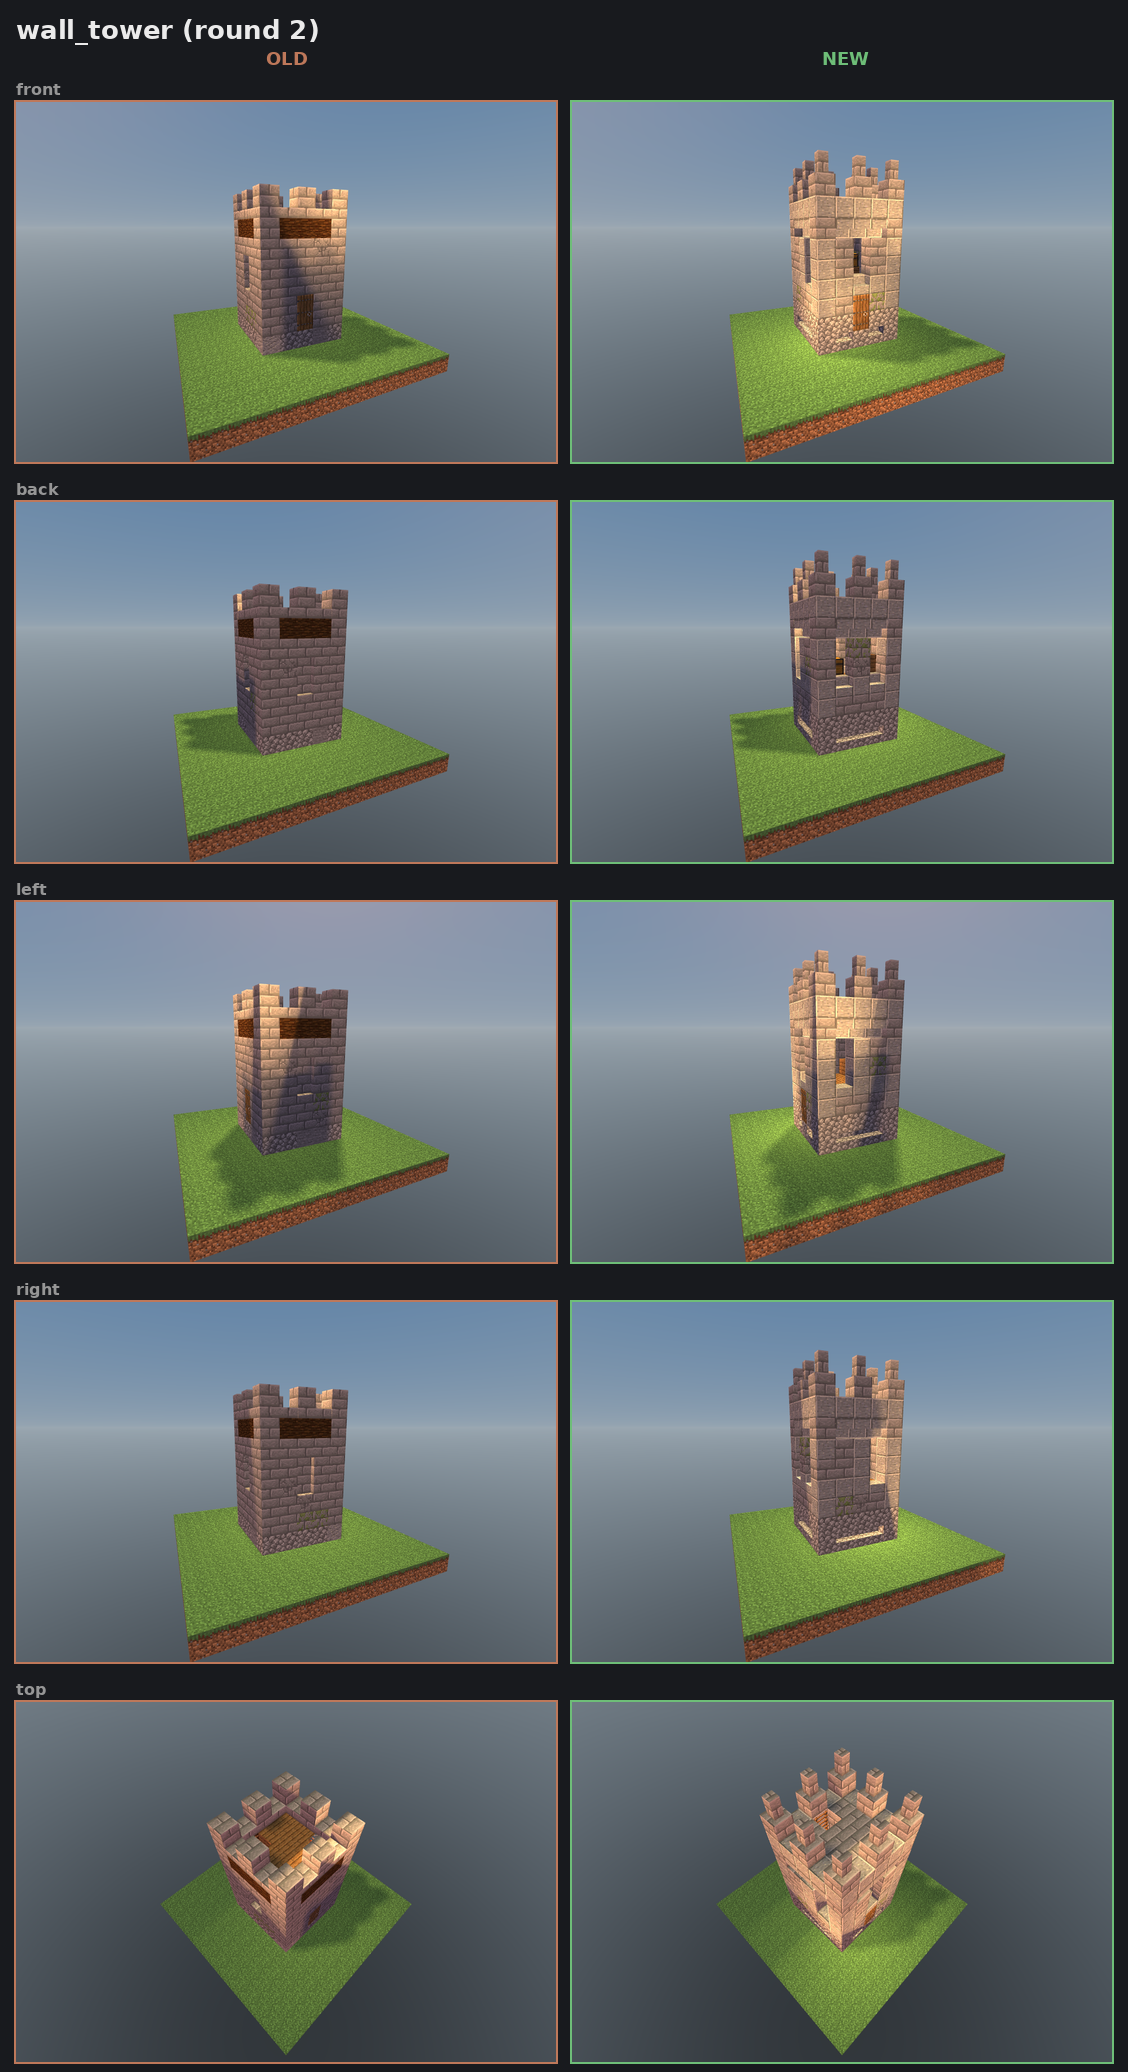 wall_tower (round 2)
OLD
NEW
front
back
left
right
top